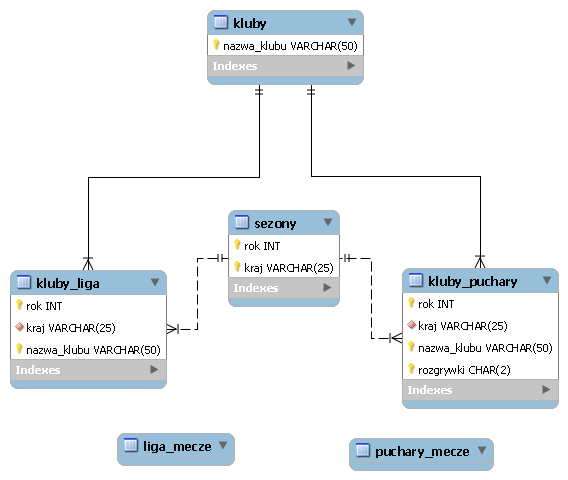 kluby
nazwa_klubu VARCHAR(50)
Indexes
sezony
rok INT
kraj VARCHAR(25)
Indexes
kluby_liga
rok INT
kraj VARCHAR(25)
nazwa_klubu VARCHAR(50)
Indexes
kluby_puchary
rok INT
kraj VARCHAR(25)
nazwa_klubu VARCHAR(50)
rozgrywki CHAR(2)
Indexes
liga_mecze
puchary_mecze